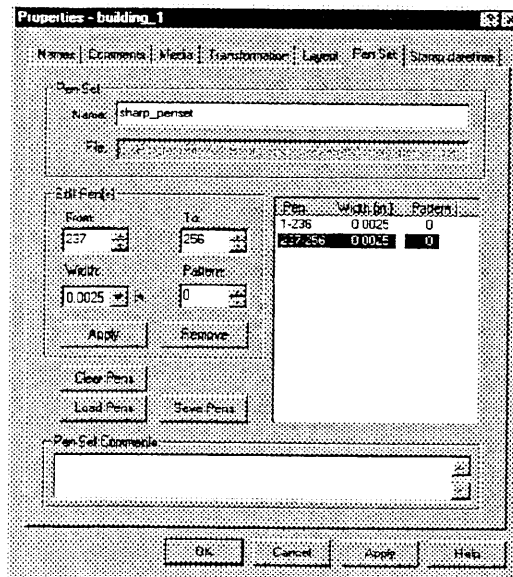 Properties - building_1
Names Comments Media Transformation Layout Pen Set Stamp datetime
Pen Set
Name: sharp_penset
File:
Edit Pen(s)
From: To:
237 256
Width: Pattern:
0.0025 in 0
Apply Remove
Clear Pens
Load Pens Save Pens
Pen Width (in.) Pattern
1-236 0.0025 0
237-256 0.0025 0
Pen Set Comments
OK Cancel Apply Help